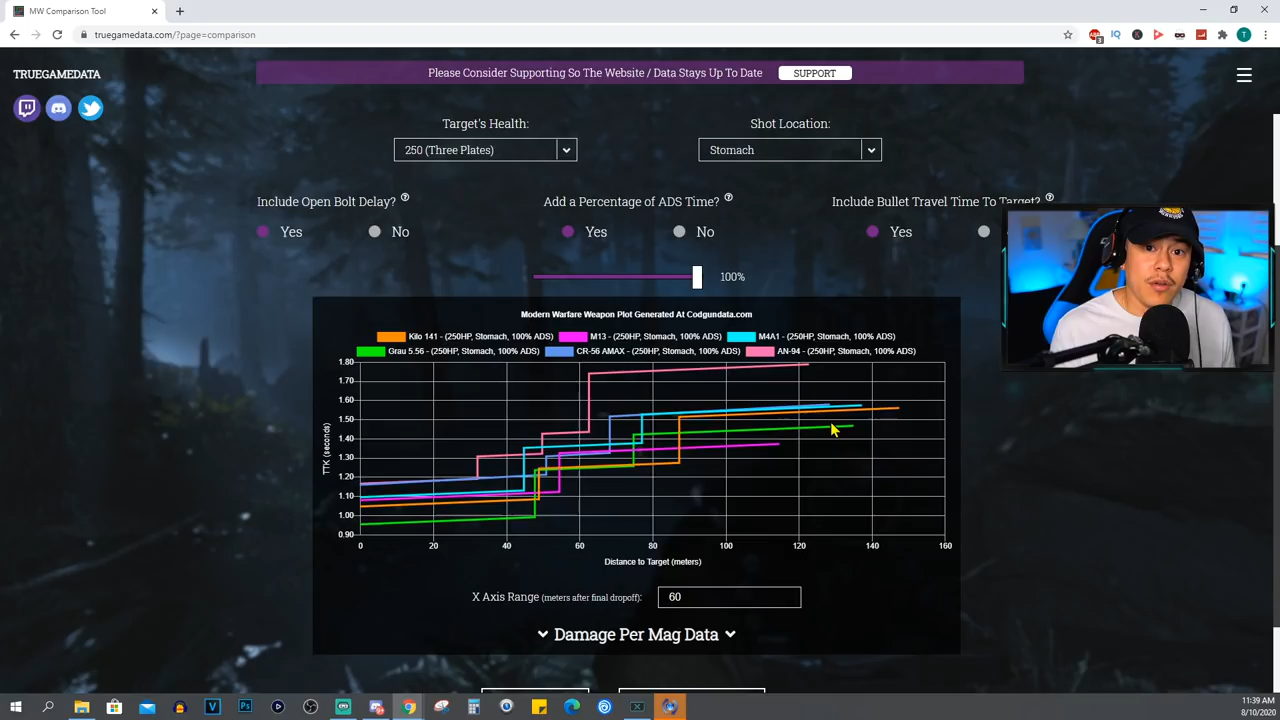 MW Comparison Tool
truegamedata.com/?page=comparison
TRUEGAMEDATA
Please Consider Supporting So The Website / Data Stays Up To Date
SUPPORT
Target's Health:
Shot Location:
250 (Three Plates)
Stomach
Include Open Bolt Delay?
Add a Percentage of ADS Time?
Include Bullet Travel Time To Target?
Yes
No
Yes
No
Yes
100%
Modern Warfare Weapon Plot Generated At Codgundata.com
Kilo 141 - (250HP, Stomach, 100% ADS)
M13 - (250HP, Stomach, 100% ADS)
M4A1 - (250HP, Stomach, 100% ADS)
Grau 5.56 - (250HP, Stomach, 100% ADS)
CR-56 AMAX - (250HP, Stomach, 100% ADS)
AN-94 - (250HP, Stomach, 100% ADS)
1.80
1.70
1.60
1.50
1.40
1.30
1.20
1.10
1.00
0.90
TTK (seconds)
0 20 40 60 80 100 120 140 160
Distance to Target (meters)
X Axis Range (meters after final dropoff):
60
Damage Per Mag Data
11:39 AM
8/10/2020